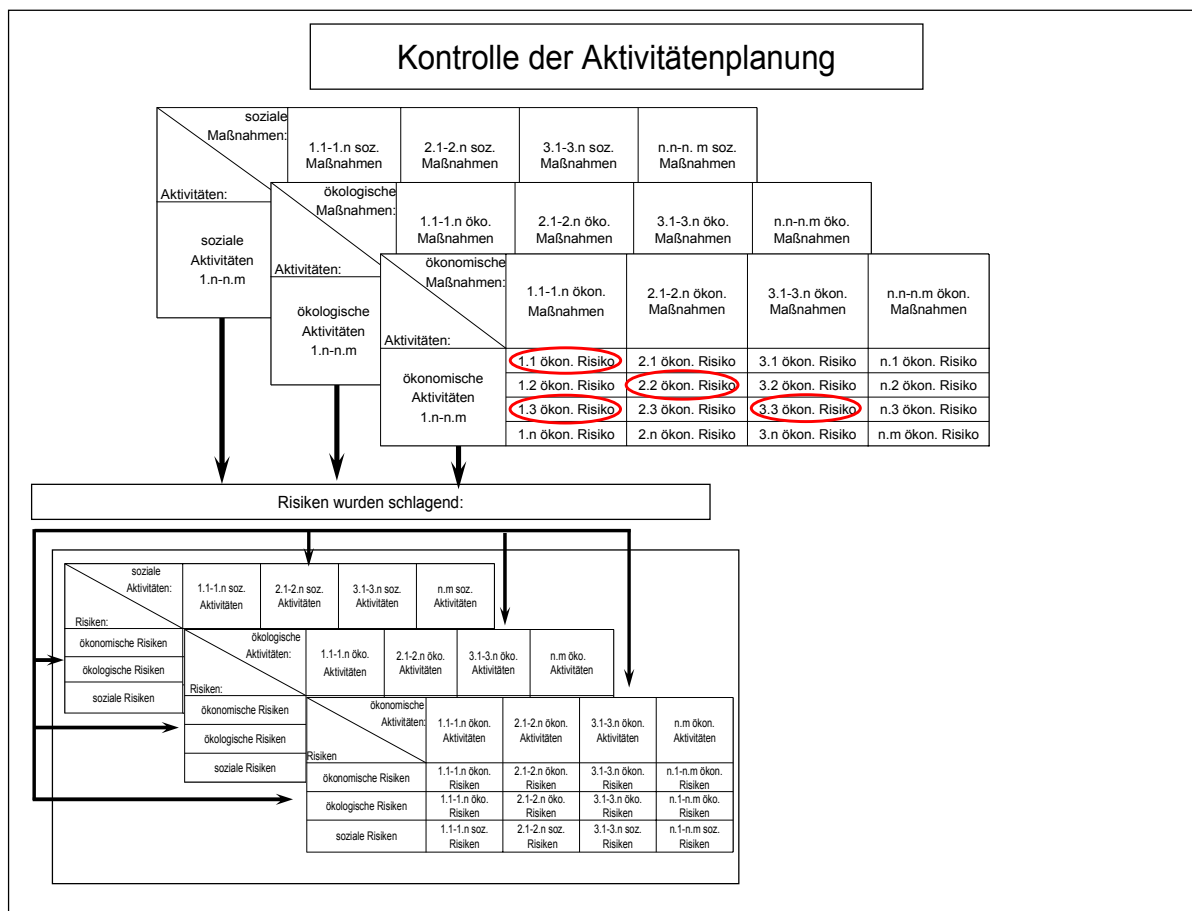 Kontrolle der Aktivitätenplanung
soziale
Maßnahmen:
Aktivitäten:
1.1-1.n soz.
Maßnahmen
2.1-2.n soz.
Maßnahmen
3.1-3.n soz.
Maßnahmen
n.n-n. m soz.
Maßnahmen
soziale
Aktivitäten
1.n-n.m
ökologische
Maßnahmen:
Aktivitäten:
1.1-1.n öko.
Maßnahmen
2.1-2.n öko.
Maßnahmen
3.1-3.n öko.
Maßnahmen
n.n-n.m öko.
Maßnahmen
ökologische
Aktivitäten
1.n-n.m
ökonomische
Maßnahmen:
Aktivitäten:
1.1-1.n ökon.
Maßnahmen
2.1-2.n ökon.
Maßnahmen
3.1-3.n ökon.
Maßnahmen
n.n-n.m ökon.
Maßnahmen
ökonomische
Aktivitäten
1.n-n.m
1.1 ökon. Risiko 2.1 ökon. Risiko 3.1 ökon. Risiko n.1 ökon. Risiko
1.2 ökon. Risiko 2.2 ökon. Risiko 3.2 ökon. Risiko n.2 ökon. Risiko
1.3 ökon. Risiko 2.3 ökon. Risiko 3.3 ökon. Risiko n.3 ökon. Risiko
1.n ökon. Risiko 2.n ökon. Risiko 3.n ökon. Risiko n.m ökon. Risiko
Risiken wurden schlagend:
soziale
Aktivitäten:
Risiken:
1.1-1.n soz.
Aktivitäten
2.1-2.n soz.
Aktivitäten
3.1-3.n soz.
Aktivitäten
n.m soz.
Aktivitäten
ökonomische Risiken
ökologische Risiken
soziale Risiken
ökologische
Aktivitäten:
Risiken:
1.1-1.n öko.
Aktivitäten
2.1-2.n öko.
Aktivitäten
3.1-3.n öko.
Aktivitäten
n.m öko.
Aktivitäten
ökonomische Risiken
ökologische Risiken
soziale Risiken
ökonomische
Aktivitäten:
Risiken
1.1-1.n ökon.
Aktivitäten
2.1-2.n ökon.
Aktivitäten
3.1-3.n ökon.
Aktivitäten
n.m ökon.
Aktivitäten
ökonomische Risiken
1.1-1.n ökon.
Risiken
2.1-2.n ökon.
Risiken
3.1-3.n ökon.
Risiken
n.1-n.m ökon.
Risiken
ökologische Risiken
1.1-1.n öko.
Risiken
2.1-2.n öko.
Risiken
3.1-3.n öko.
Risiken
n.1-n.m öko.
Risiken
soziale Risiken
1.1-1.n soz.
Risiken
2.1-2.n soz.
Risiken
3.1-3.n soz.
Risiken
n.1-n.m soz.
Risiken